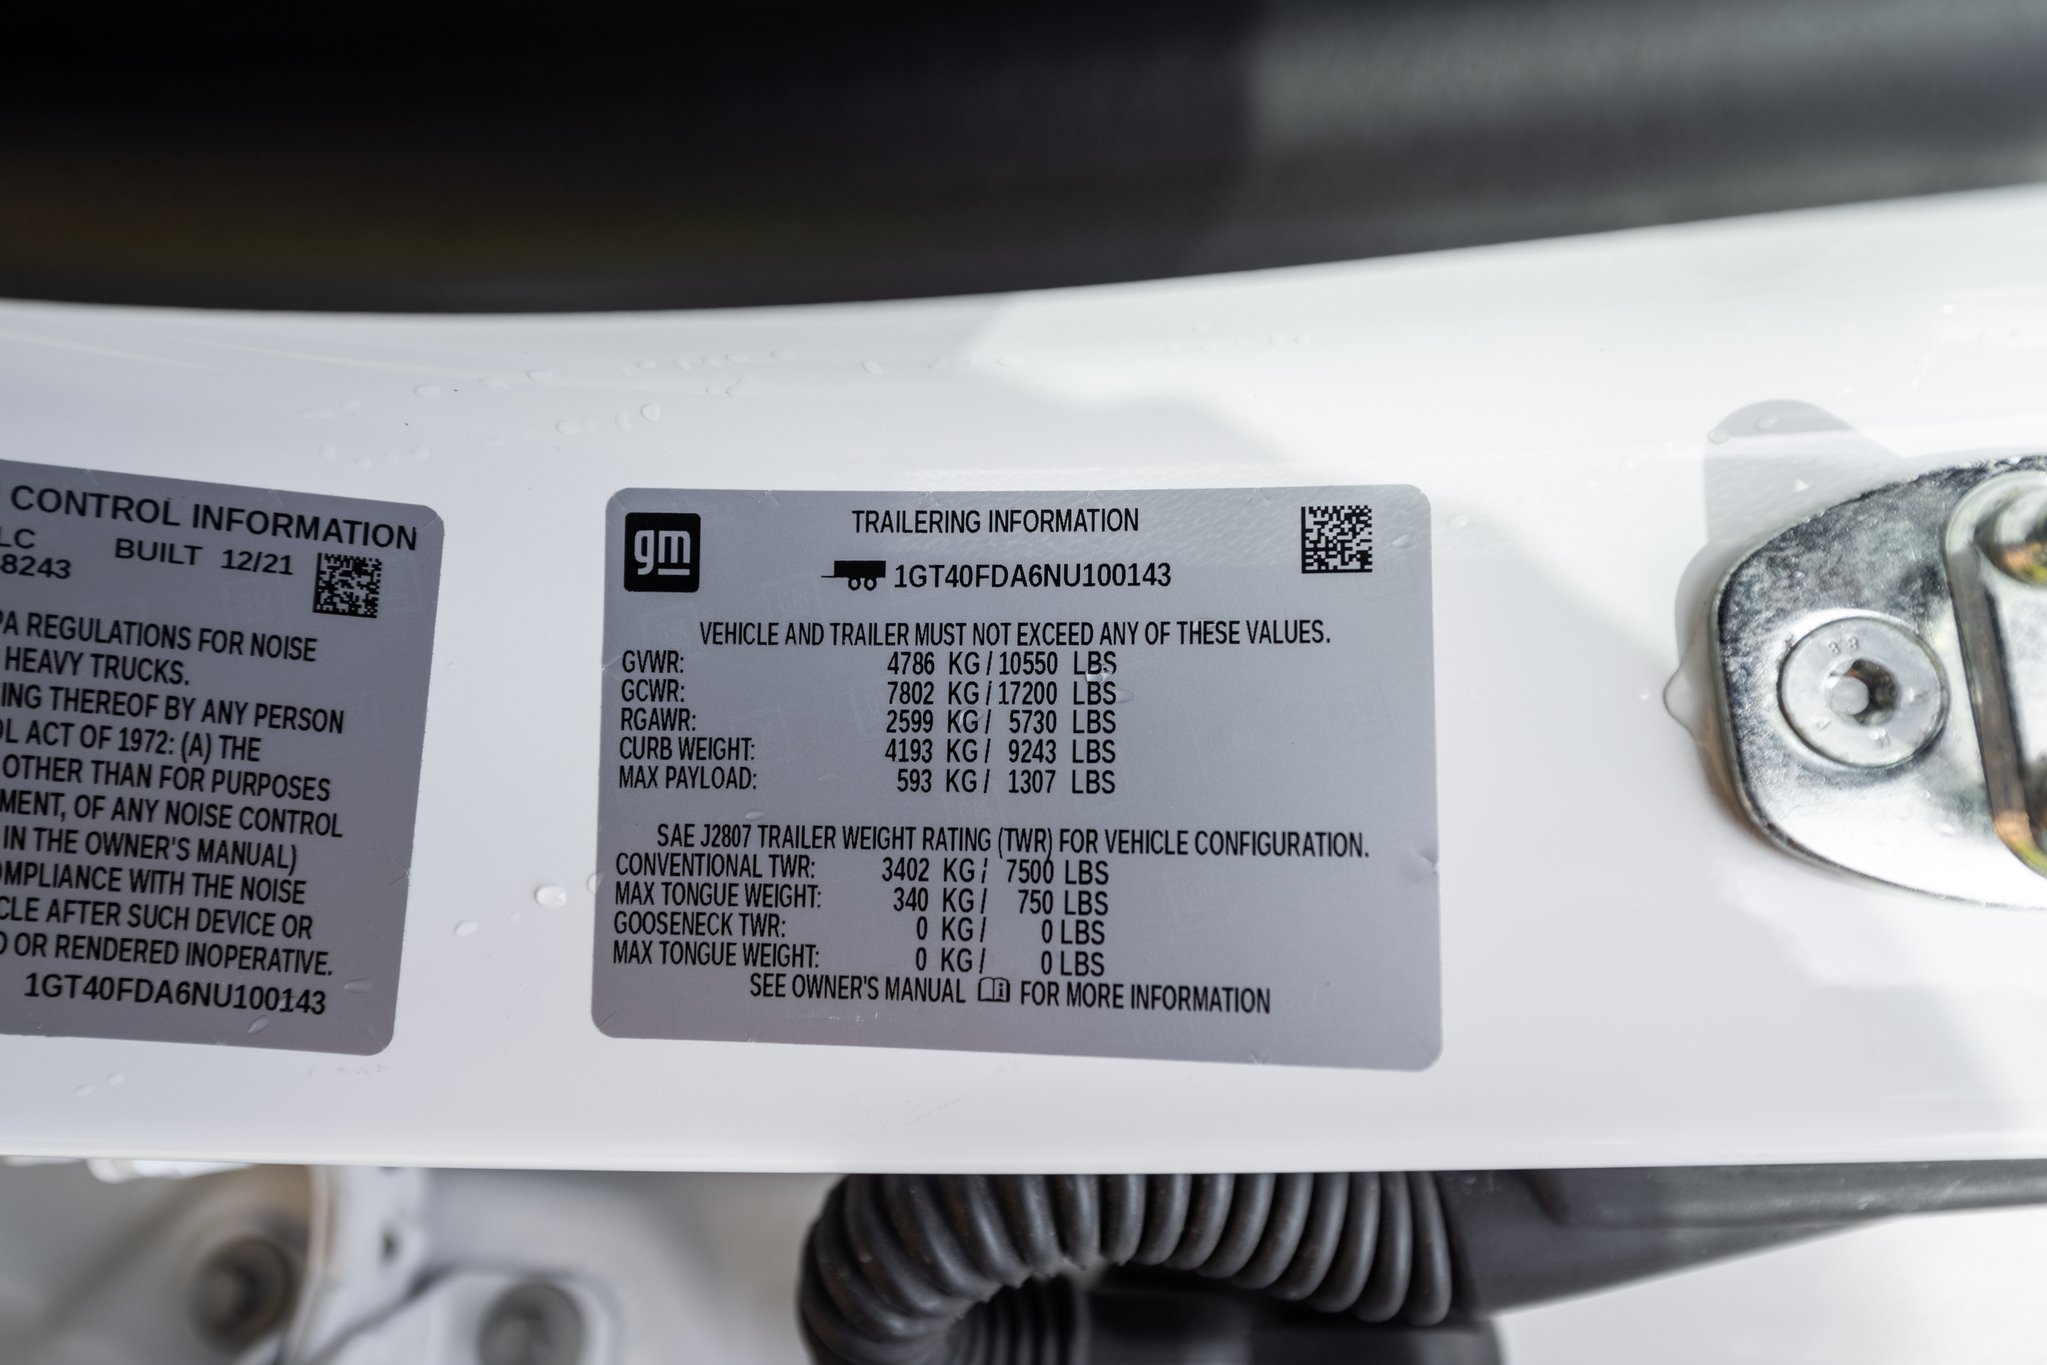 CONTROL INFORMATION
LC
BUILT 12/21
8243
PA REGULATIONS FOR NOISE
HEAVY TRUCKS.
ING THEREOF BY ANY PERSON
OL ACT OF 1972: (A) THE
OTHER THAN FOR PURPOSES
MENT, OF ANY NOISE CONTROL
IN THE OWNER'S MANUAL)
OMPLIANCE WITH THE NOISE
CLE AFTER SUCH DEVICE OR
D OR RENDERED INOPERATIVE.
1GT40FDA6NU100143
gm
TRAILERING INFORMATION
1GT40FDA6NU100143
VEHICLE AND TRAILER MUST NOT EXCEED ANY OF THESE VALUES.
GVWR: 4786 KG / 10550 LBS
GCWR: 7802 KG / 17200 LBS
RGAWR: 2599 KG / 5730 LBS
CURB WEIGHT: 4193 KG / 9243 LBS
MAX PAYLOAD: 593 KG / 1307 LBS
SAE J2807 TRAILER WEIGHT RATING (TWR) FOR VEHICLE CONFIGURATION.
CONVENTIONAL TWR: 3402 KG / 7500 LBS
MAX TONGUE WEIGHT: 340 KG / 750 LBS
GOOSENECK TWR: 0 KG / 0 LBS
MAX TONGUE WEIGHT: 0 KG / 0 LBS
SEE OWNER'S MANUAL FOR MORE INFORMATION